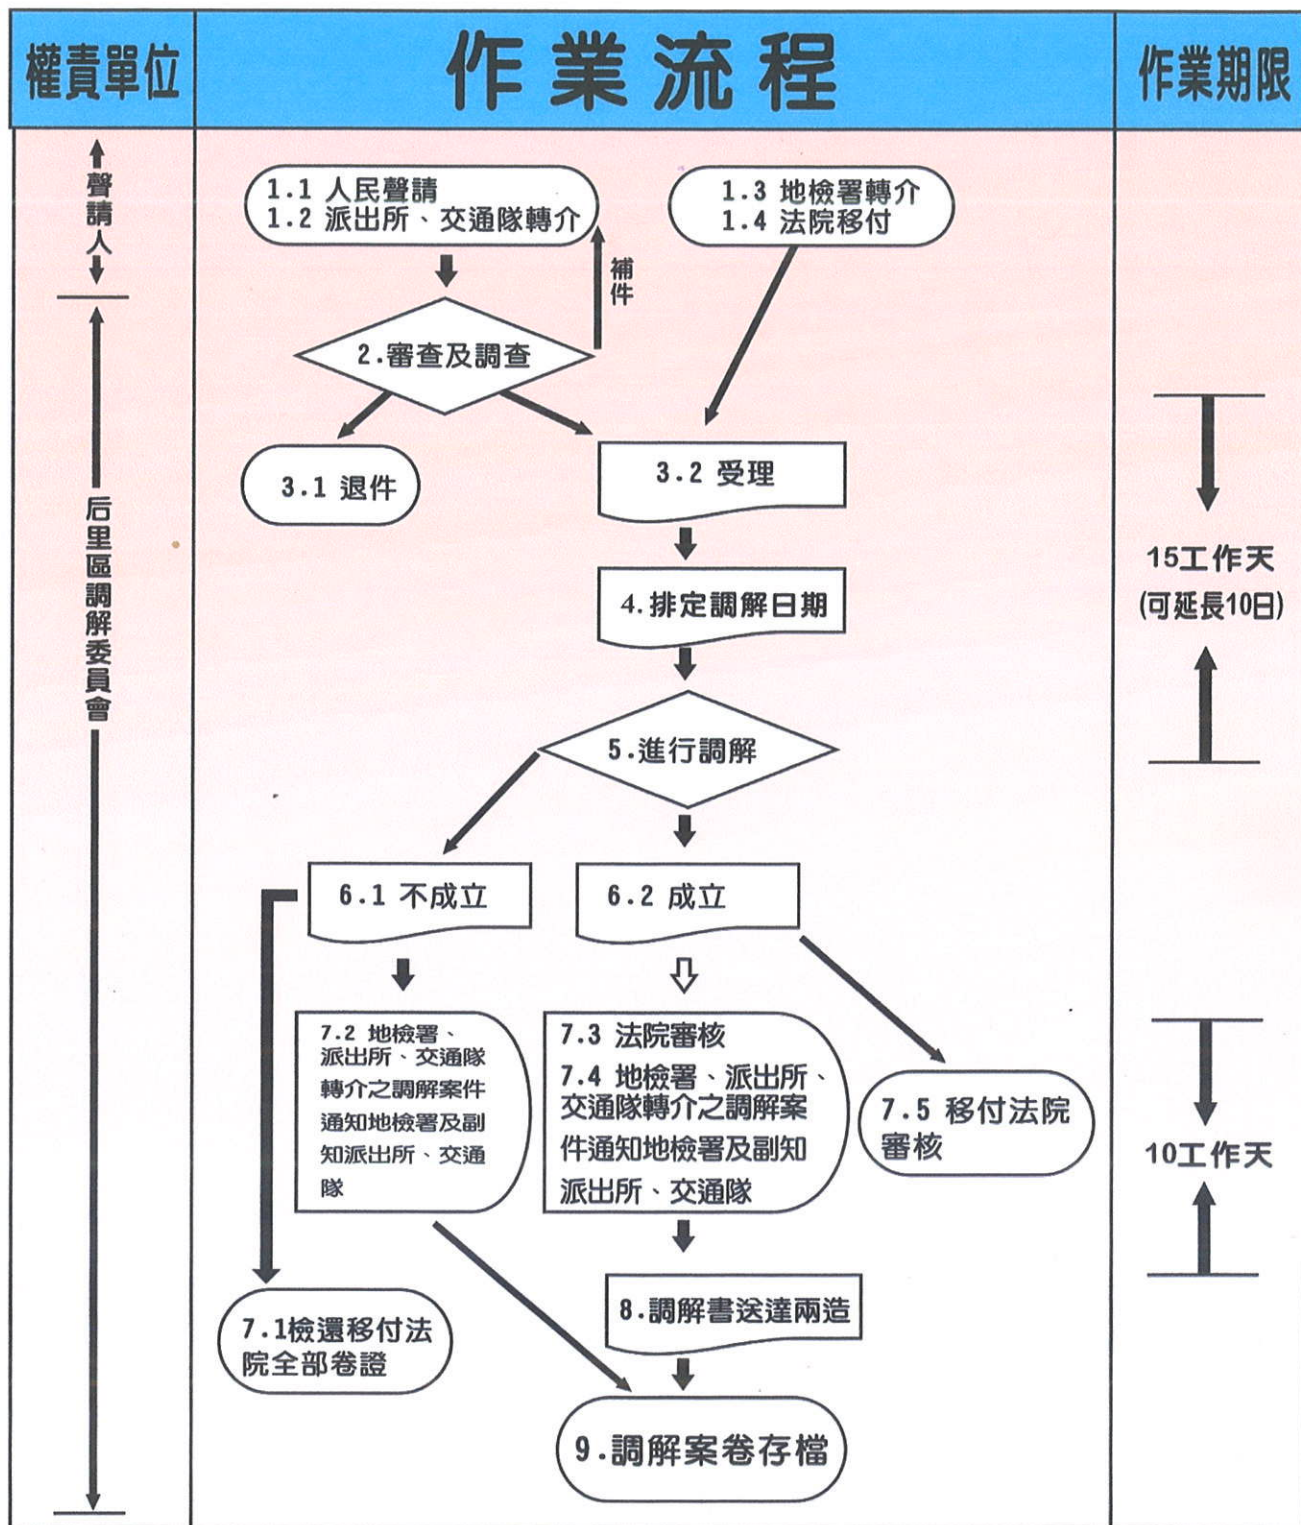 權責單位
作業流程
作業期限
聲請人
1.1 人民聲請
1.2 派出所、交通隊轉介
1.3 地檢署轉介
1.4 法院移付
補件
2.審查及調查
3.1 退件
3.2 受理
后里區調解委員會
4.排定調解日期
15工作天
(可延長10日)
5.進行調解
6.1 不成立
6.2 成立
7.2 地檢署、
派出所、交通隊
轉介之調解案件
通知地檢署及副
知派出所、交通
隊
7.3 法院審核
7.4 地檢署、派出所、
交通隊轉介之調解案
件通知地檢署及副知
派出所、交通隊
7.5 移付法院
審核
10工作天
7.1檢還移付法
院全部卷證
8.調解書送達兩造
9.調解案卷存檔